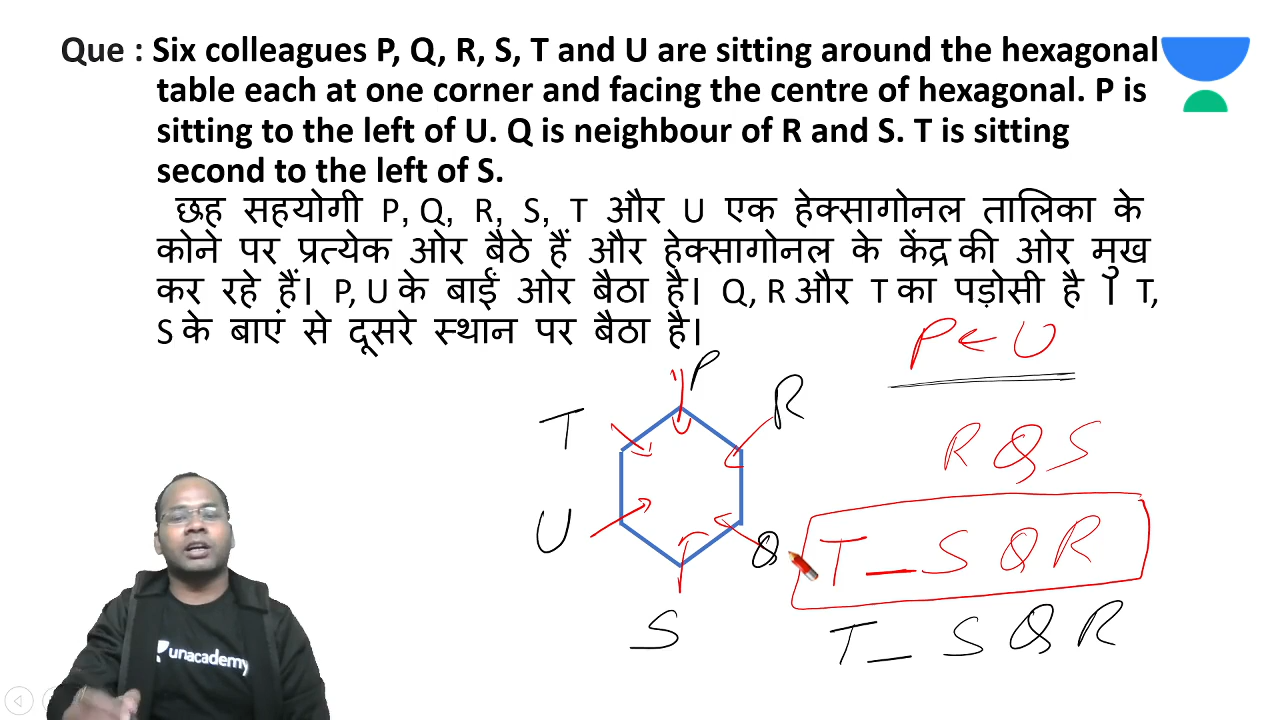 Que : Six colleagues P, Q, R, S, T and U are sitting around the hexagonal
table each at one corner and facing the centre of hexagonal. P is
sitting to the left of U. Q is neighbour of R and S. T is sitting
second to the left of S.
छह सहयोगी P, Q, R, S, T और U एक हेक्सागोनल तालिका के
कोने पर प्रत्येक ओर बैठे हैं और हेक्सागोनल के केंद्र की ओर मुख
कर रहे हैं। P, U के बाईं ओर बैठा है। Q, R और T का पड़ोसी है । T,
S के बाएं से दूसरे स्थान पर बैठा है।
P ← U
P
T R
R Q S
U Q
T _ S Q R
S
T _ S Q R
unacademy